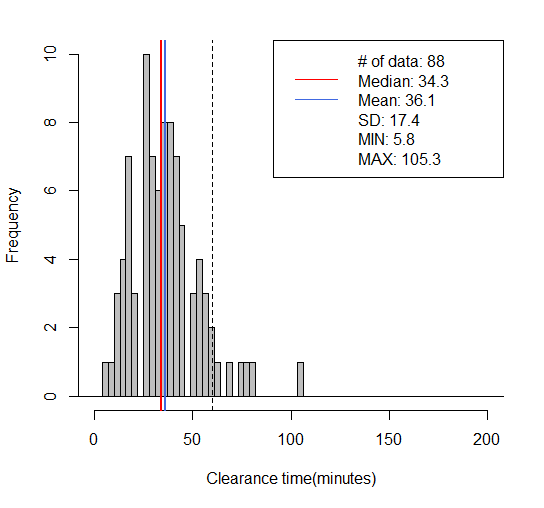 # of data: 88
Median: 34.3
Mean: 36.1
SD: 17.4
MIN: 5.8
MAX: 105.3
Frequency
10
8
6
4
2
0
0 50 100 150 200
Clearance time(minutes)